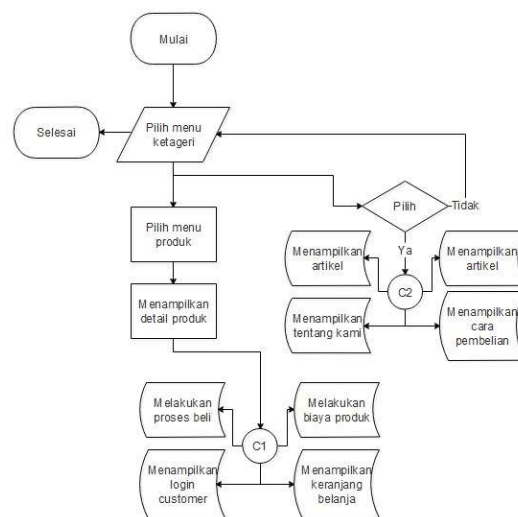 Mulai
Selesai
Pilih menu
ketageri
Pilih
Tidak
Pilih menu
produk
Ya
Menampilkan
artikel
Menampilkan
artikel
C2
Menampilkan
detail produk
Menampilkan
tentang kami
Menampilkan
cara
pembelian
Melakukan
proses beli
Melakukan
biaya produk
C1
Menampilkan
login
customer
Menampilkan
keranjang
belanja